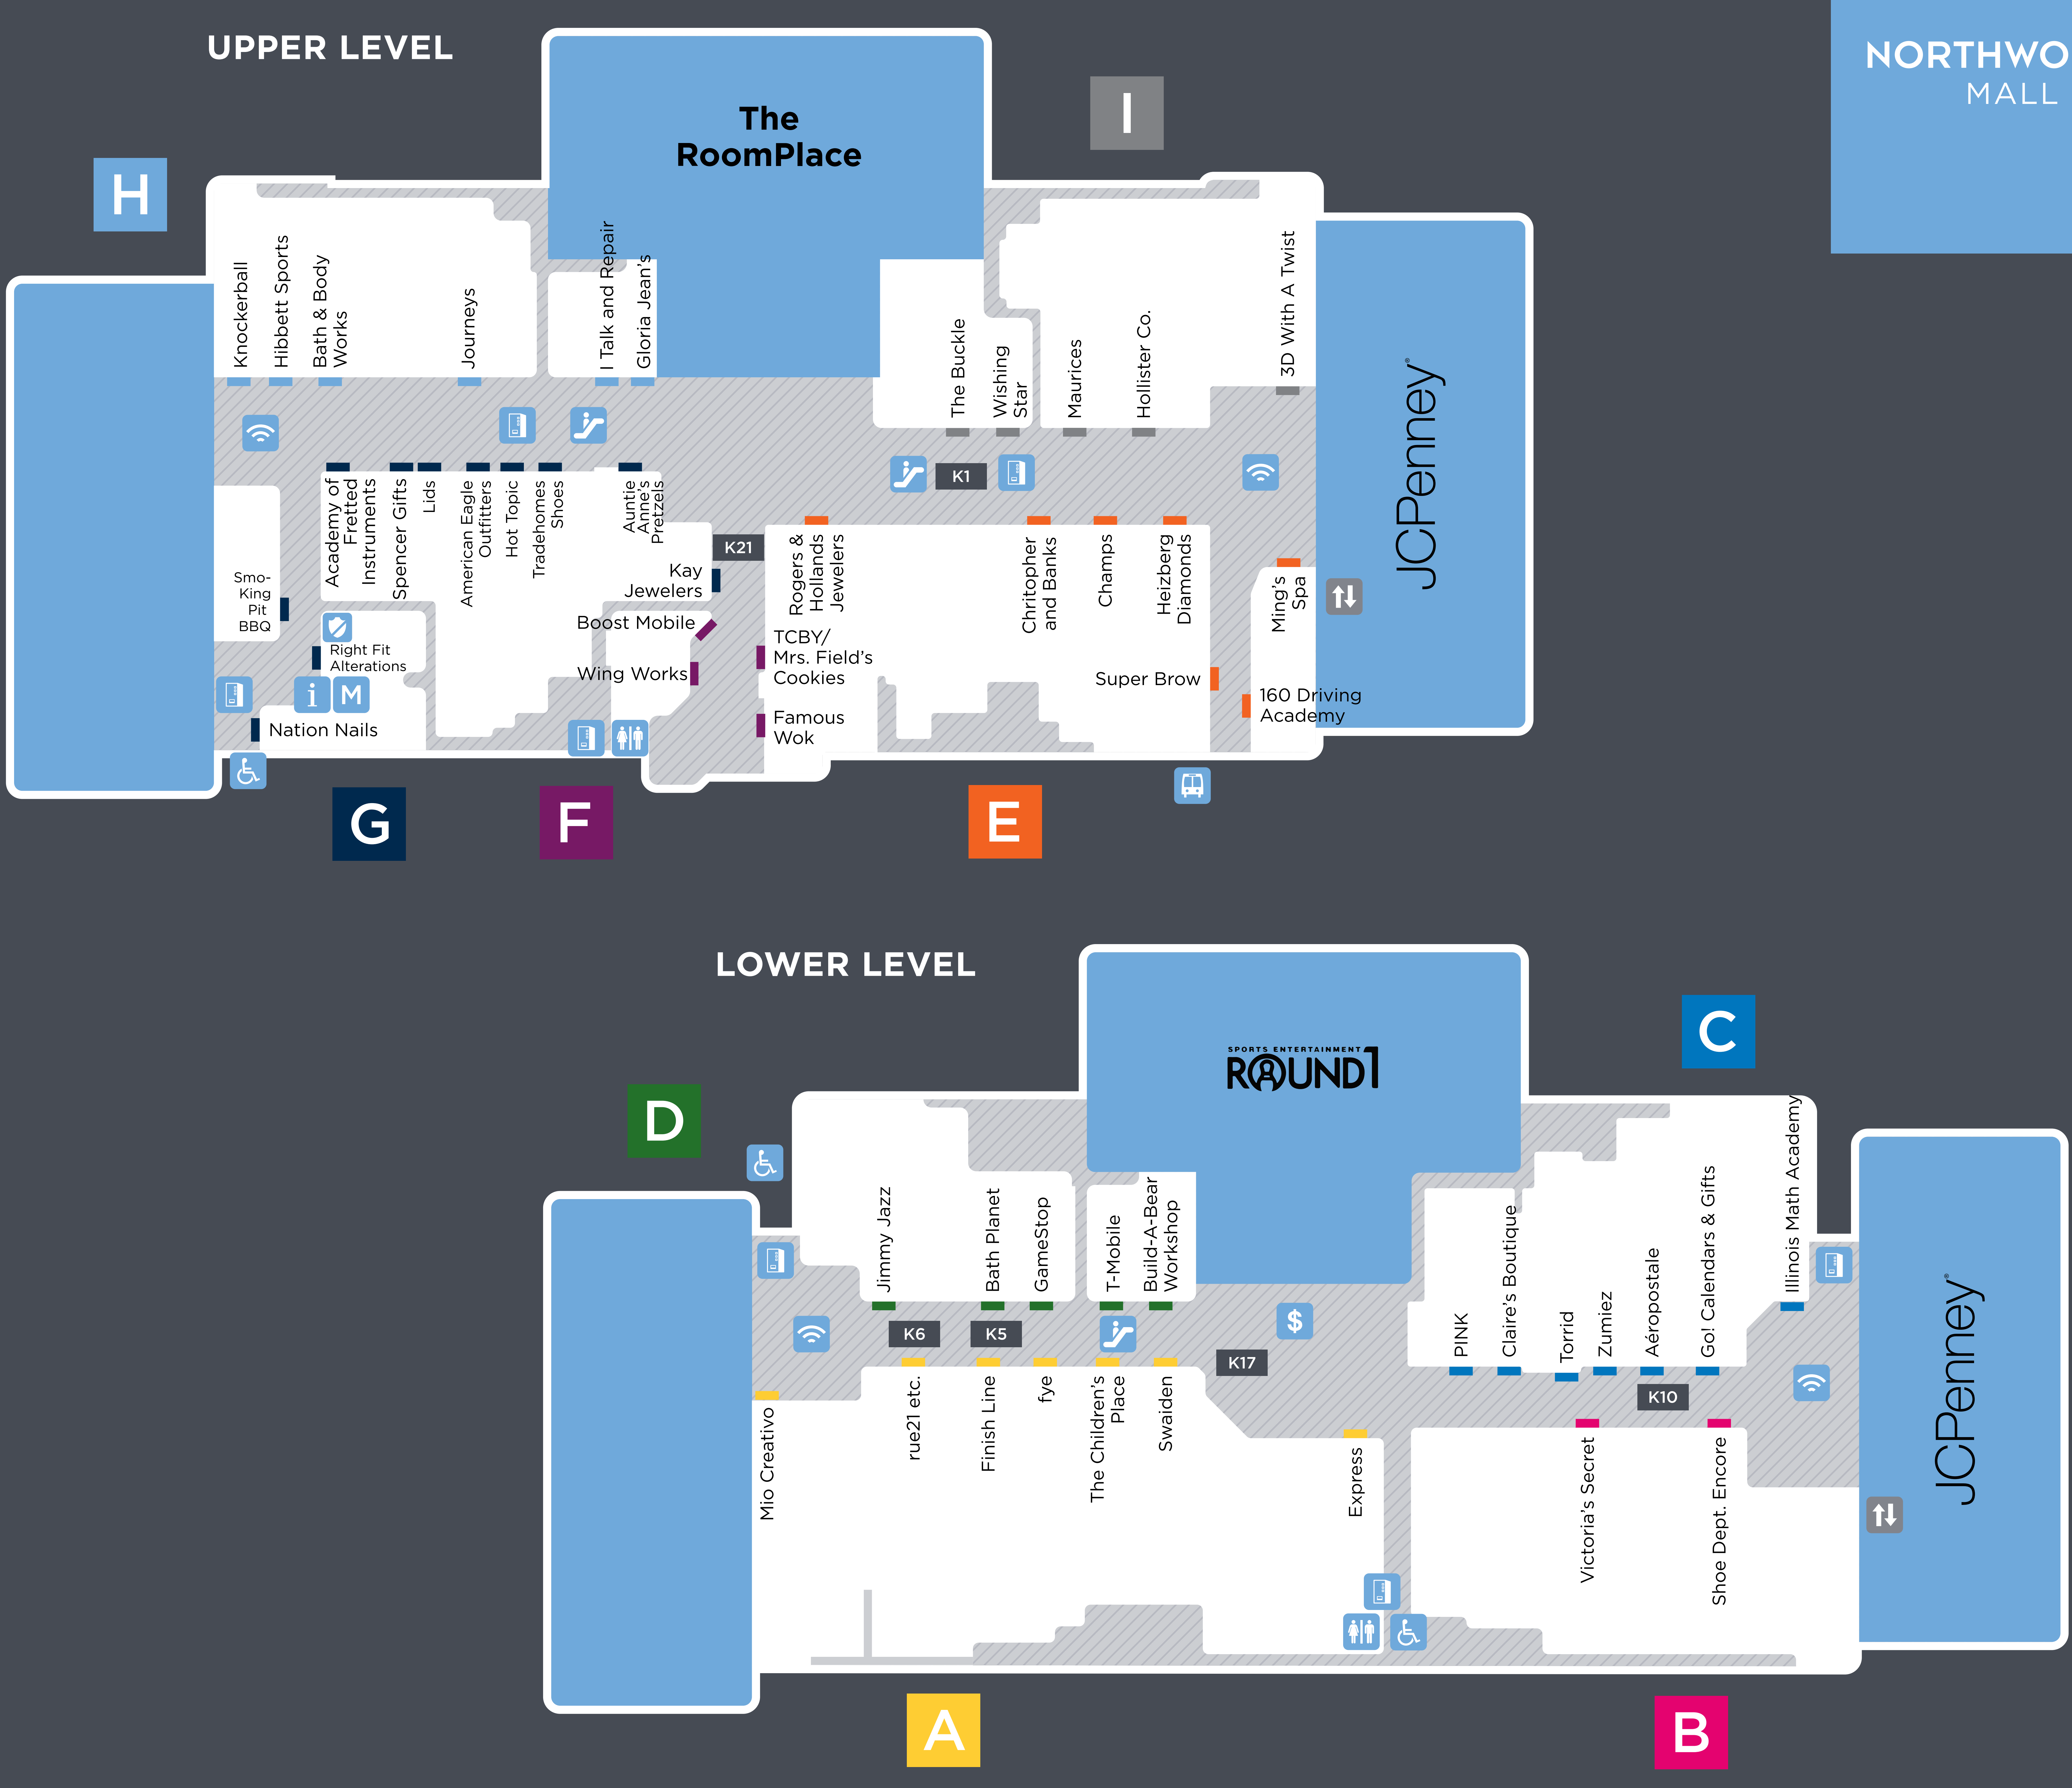 UPPER LEVEL
NORTHWO
MALL
The
RoomPlace
I
H
Knockerball
Hibbett Sports
Bath & Body
Works
Journeys
I Talk and Repair
Gloria Jean's
The Buckle
Wishing
Star
Maurices
Hollister Co.
3D With A Twist
JCPenney®
K1
Academy of
Fretted
Instruments
Spencer Gifts
Lids
American Eagle
Outfitters
Hot Topic
Tradehomes
Shoes
Auntie
Anne's
Pretzels
K21
Kay
Jewelers
Rogers &
Hollands
Jewelers
Chritopher
and Banks
Champs
Heizberg
Diamonds
Ming's
Spa
Smo-
King
Pit
BBQ
Boost Mobile
Right Fit
Alterations
TCBY/
Mrs. Field's
Cookies
Wing Works
Super Brow
i
M
160 Driving
Academy
Nation Nails
Famous
Wok
G
F
E
LOWER LEVEL
C
SPORTS ENTERTAINMENT
ROUND1
D
Jimmy Jazz
Bath Planet
GameStop
T-Mobile
Build-A-Bear
Workshop
PINK
Claire's Boutique
Torrid
Zumiez
Aéropostale
Go! Calendars & Gifts
Illinois Math Academy
K6
K5
$
K17
K10
JCPenney®
Mio Creativo
rue21 etc.
Finish Line
fye
The Children's
Place
Swaiden
Express
Victoria's Secret
Shoe Dept. Encore
A
B